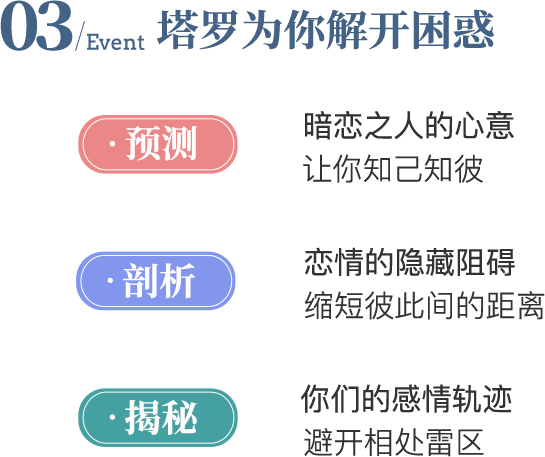 03/Event 塔罗为你解开困惑
·预测
暗恋之人的心意
让你知己知彼
·剖析
恋情的隐藏阻碍
缩短彼此间的距离
·揭秘
你们的感情轨迹
避开相处雷区